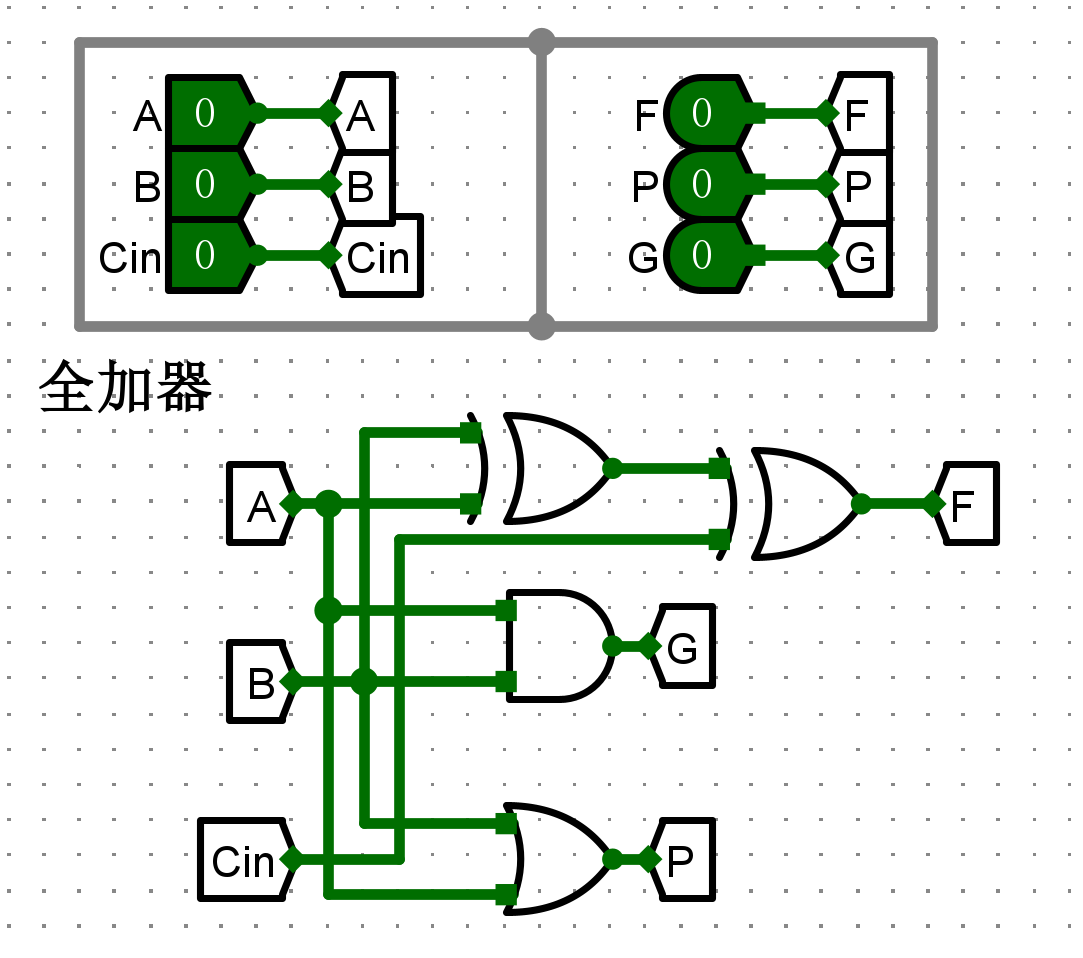 A 0 A F 0 F
B 0 B P 0 P
Cin 0 Cin G 0 G
全加器
A F
B G
Cin P